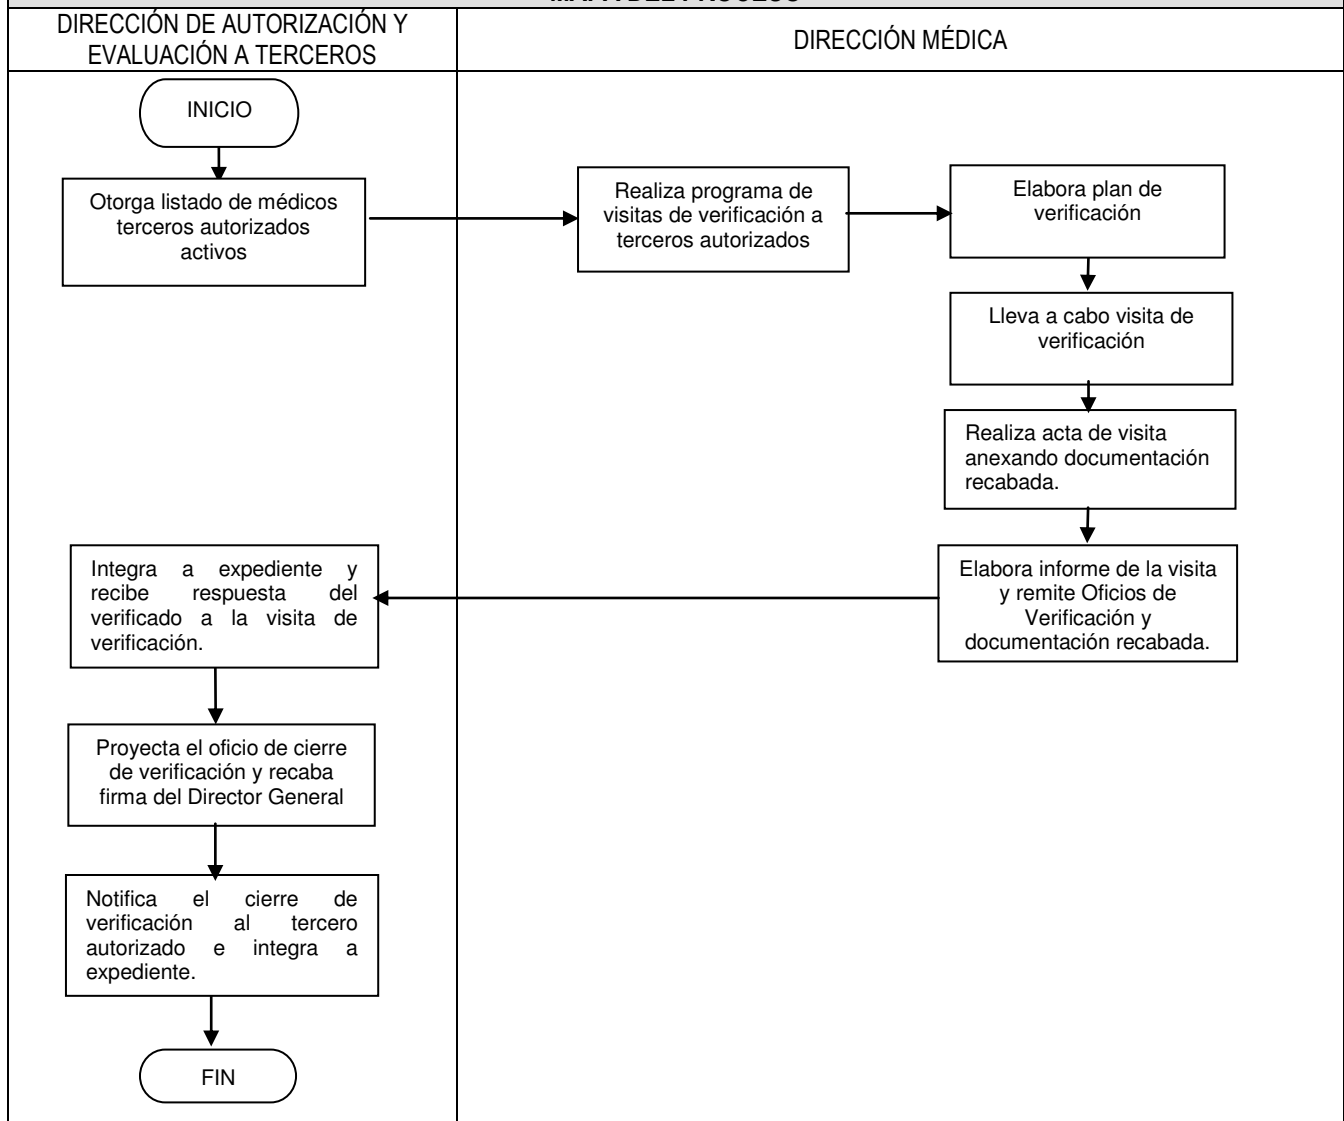 DIRECCIÓN DE AUTORIZACIÓN Y
EVALUACIÓN A TERCEROS
DIRECCIÓN MÉDICA
INICIO
Otorga listado de médicos
terceros autorizados
activos
Realiza programa de
visitas de verificación a
terceros autorizados
Elabora plan de
verificación
Lleva a cabo visita de
verificación
Realiza acta de visita
anexando documentación
recabada.
Elabora informe de la visita
y remite Oficios de
Verificación y
documentación recabada.
Integra a expediente y
recibe respuesta del
verificado a la visita de
verificación.
Proyecta el oficio de cierre
de verificación y recaba
firma del Director General
Notifica el cierre de
verificación al tercero
autorizado e integra a
expediente.
FIN